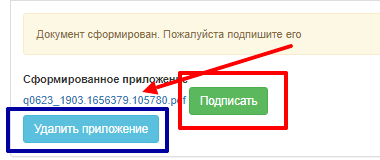 Документ сформирован. Пожалуйста подпишите его
Сформированное приложение
q0623_1903.1656379.105780.pdf
Подписать
Удалить приложение